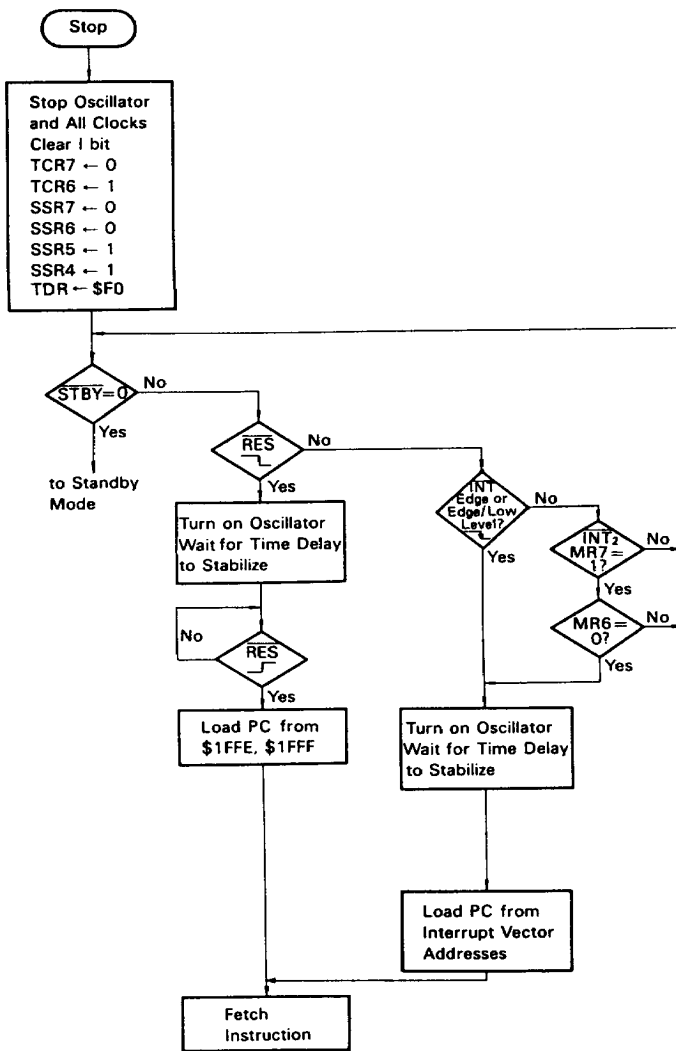 Stop
Stop Oscillator
and All Clocks
Clear I bit
TCR7 ← 0
TCR6 ← 1
SSR7 ← 0
SSR6 ← 0
SSR5 ← 1
SSR4 ← 1
TDR ← $F0
STBY=0
No
Yes
to Standby
Mode
RES
No
Yes
Turn on Oscillator
Wait for Time Delay
to Stabilize
No
RES
Yes
Load PC from
$1FFE, $1FFF
INT
Edge or
Edge/Low
Level?
No
Yes
INT2
MR7=
1?
No
Yes
MR6=
0?
No
Yes
Turn on Oscillator
Wait for Time Delay
to Stabilize
Load PC from
Interrupt Vector
Addresses
Fetch
Instruction